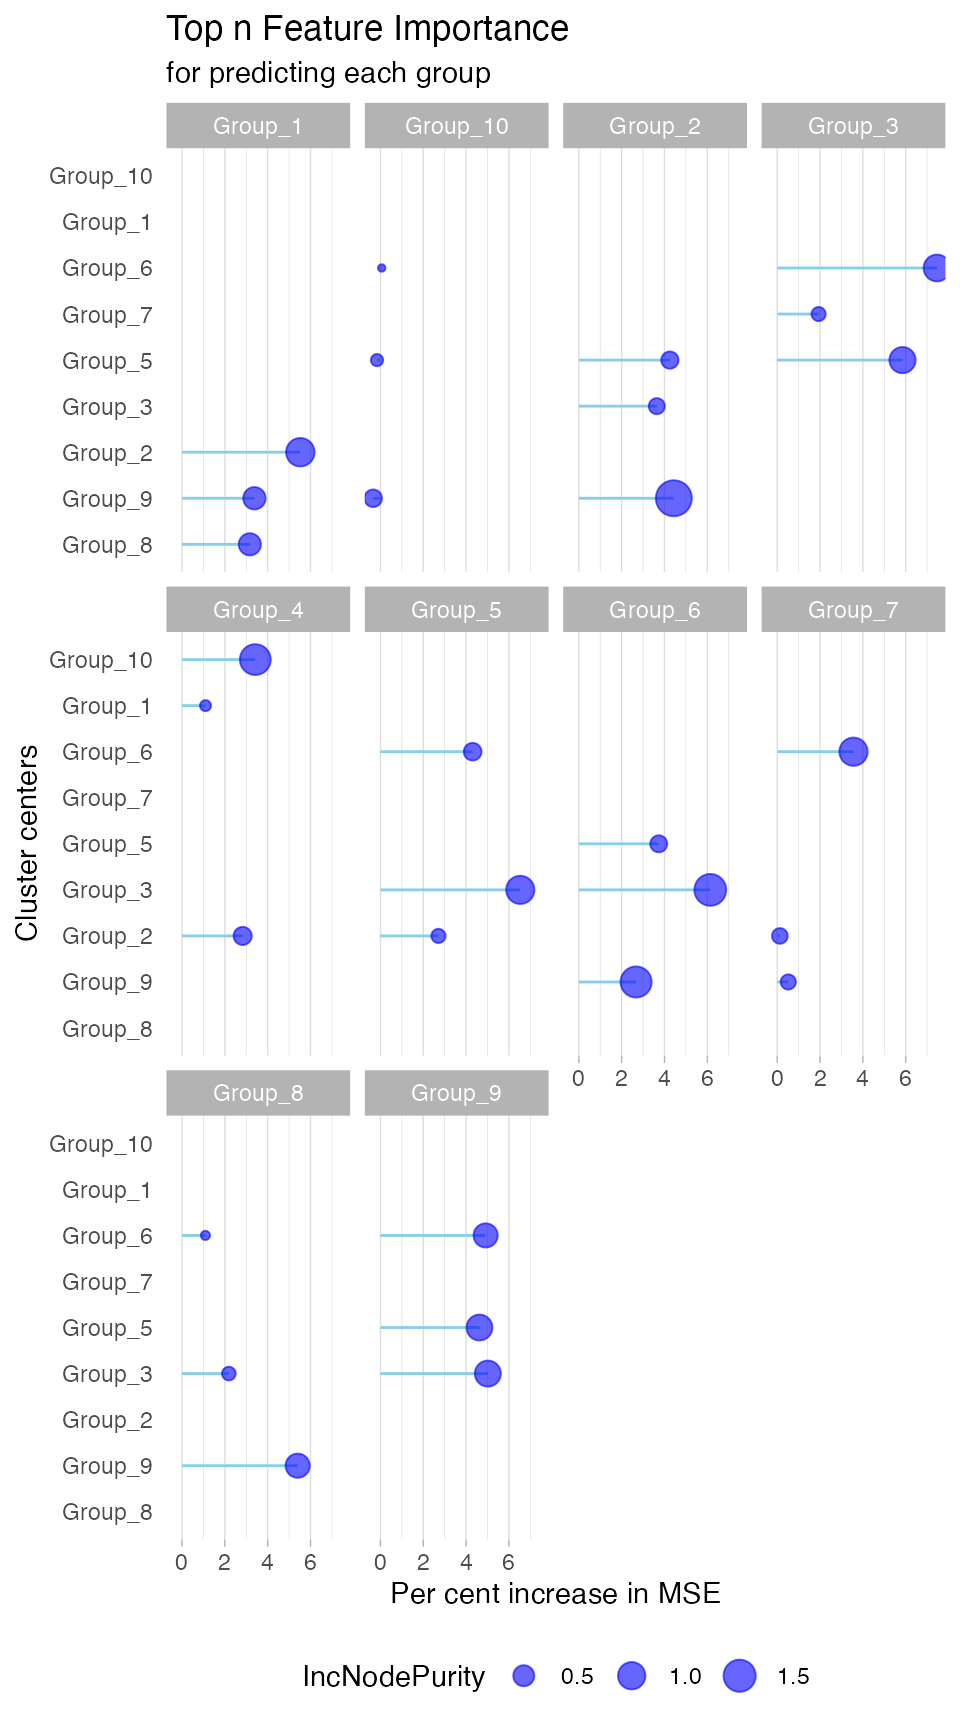 Top n Feature Importance
for predicting each group
Group_1 Group_10 Group_2 Group_3
Group_10
Group_1
Group_6
Group_7
Group_5
Group_3
Group_2
Group_9
Group_8
Group_4 Group_5 Group_6 Group_7
Group_10
Group_1
Group_6
Group_7
Group_5
Group_3
Group_2
Group_9
Group_8
0 2 4 6 0 2 4 6
Cluster centers
Group_8 Group_9
Group_10
Group_1
Group_6
Group_7
Group_5
Group_3
Group_2
Group_9
Group_8
0 2 4 6 0 2 4 6
Per cent increase in MSE
IncNodePurity 0.5 1.0 1.5